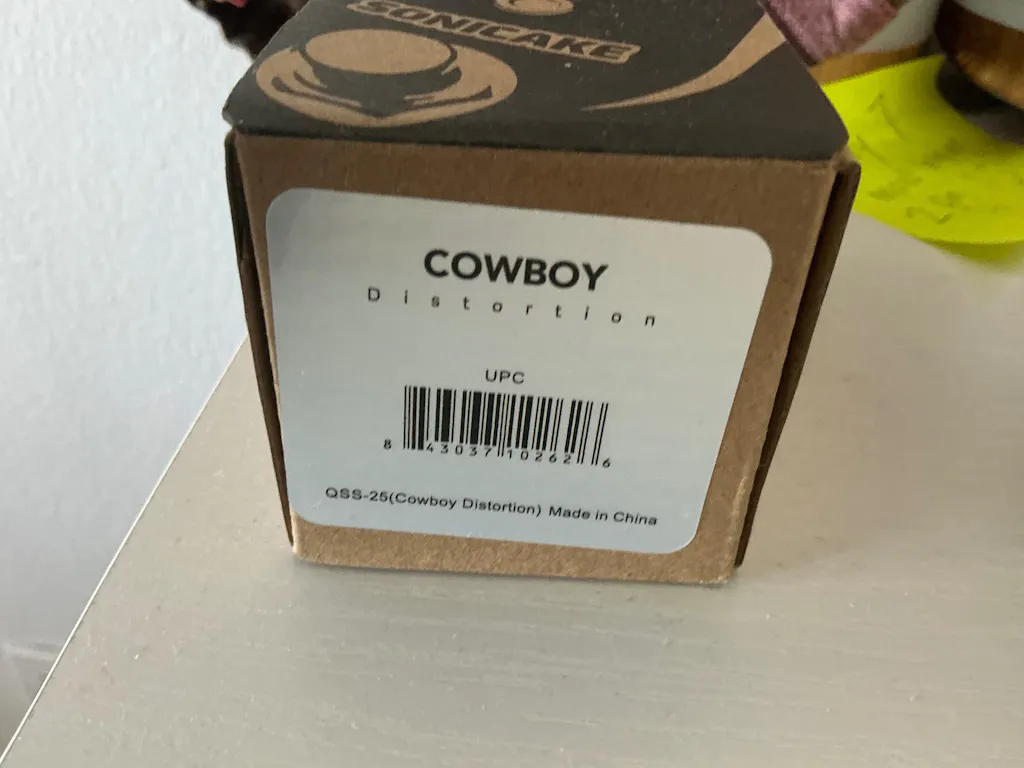 SONICAKE
COWBOY
Distortion
UPC
8 43037 10262 6
QSS-25(Cowboy Distortion) Made in China